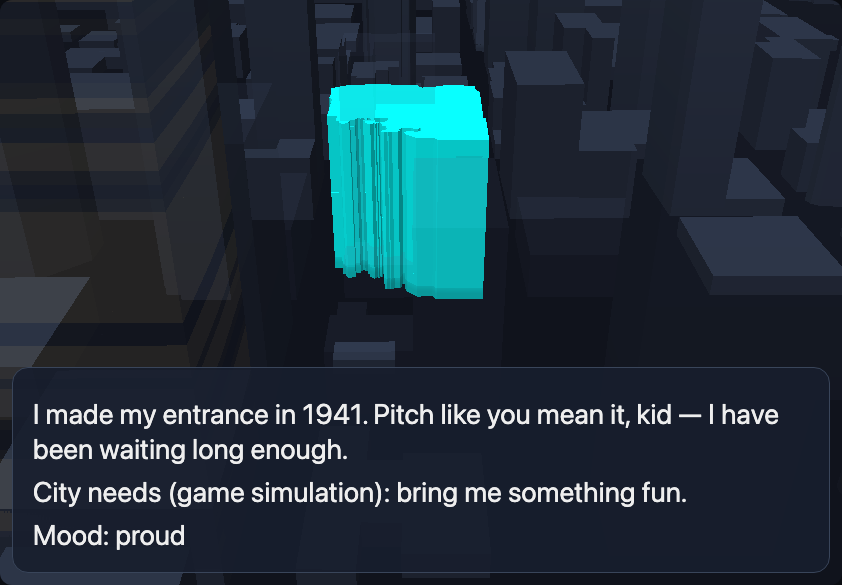 I made my entrance in 1941. Pitch like you mean it, kid — I have
been waiting long enough.
City needs (game simulation): bring me something fun.
Mood: proud